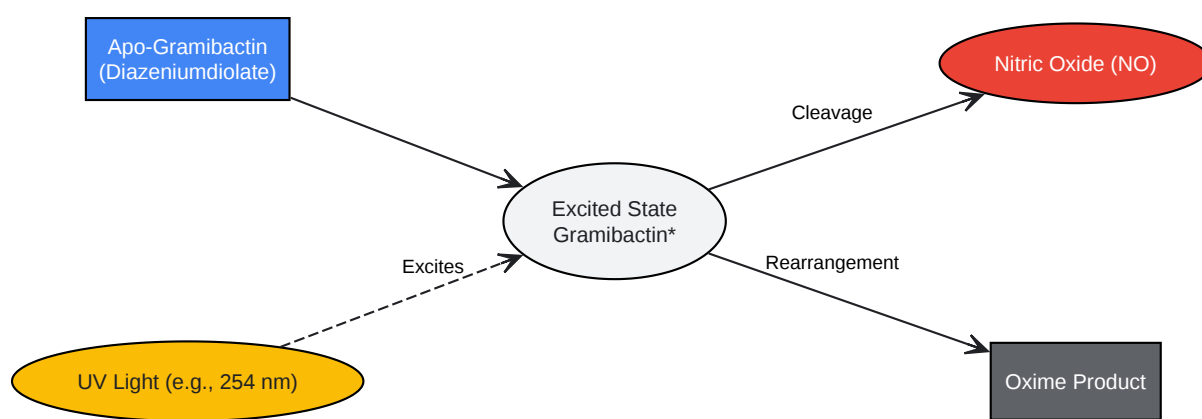 Apo-Gramibactin
(Diazeniumdiolate)
Nitric Oxide (NO)
Cleavage
Excited State
Gramibactin*
Excites
Rearrangement
UV Light (e.g., 254 nm)
Oxime Product